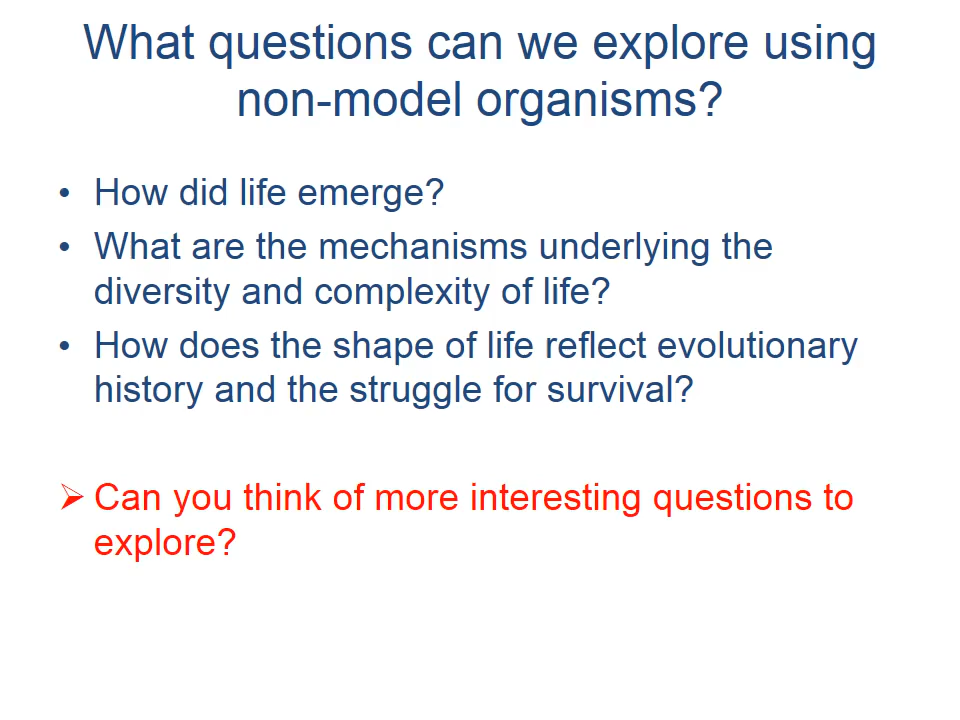 What questions can we explore using
non-model organisms?
• How did life emerge?
• What are the mechanisms underlying the
diversity and complexity of life?
• How does the shape of life reflect evolutionary
history and the struggle for survival?
➢ Can you think of more interesting questions to
explore?